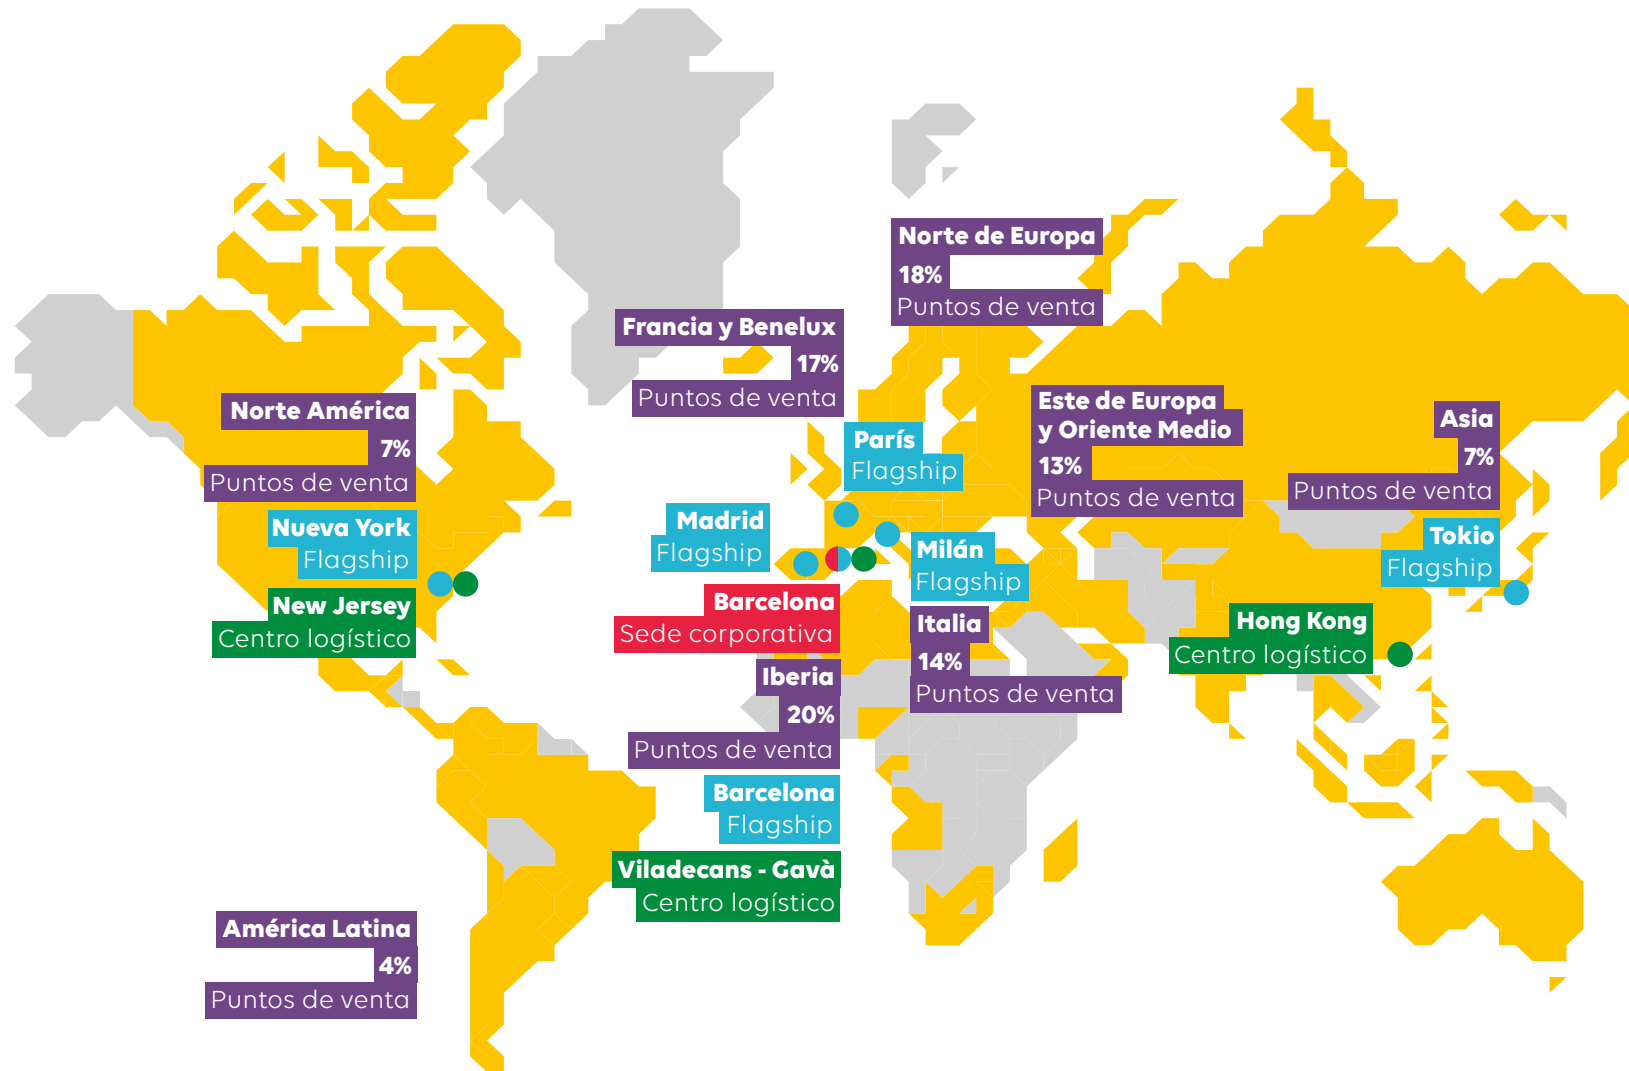 Norte de Europa
18%
Puntos de venta
Francia y Benelux
17%
Puntos de venta
Norte América
7%
Puntos de venta
Este de Europa
y Oriente Medio
13%
Puntos de venta
Asia
7%
Puntos de venta
París
Flagship
Nueva York
Flagship
Madrid
Flagship
Milán
Flagship
Tokio
Flagship
New Jersey
Centro logístico
Barcelona
Sede corporativa
Italia
14%
Puntos de venta
Hong Kong
Centro logístico
Iberia
20%
Puntos de venta
Barcelona
Flagship
Viladecans - Gavà
Centro logístico
América Latina
4%
Puntos de venta